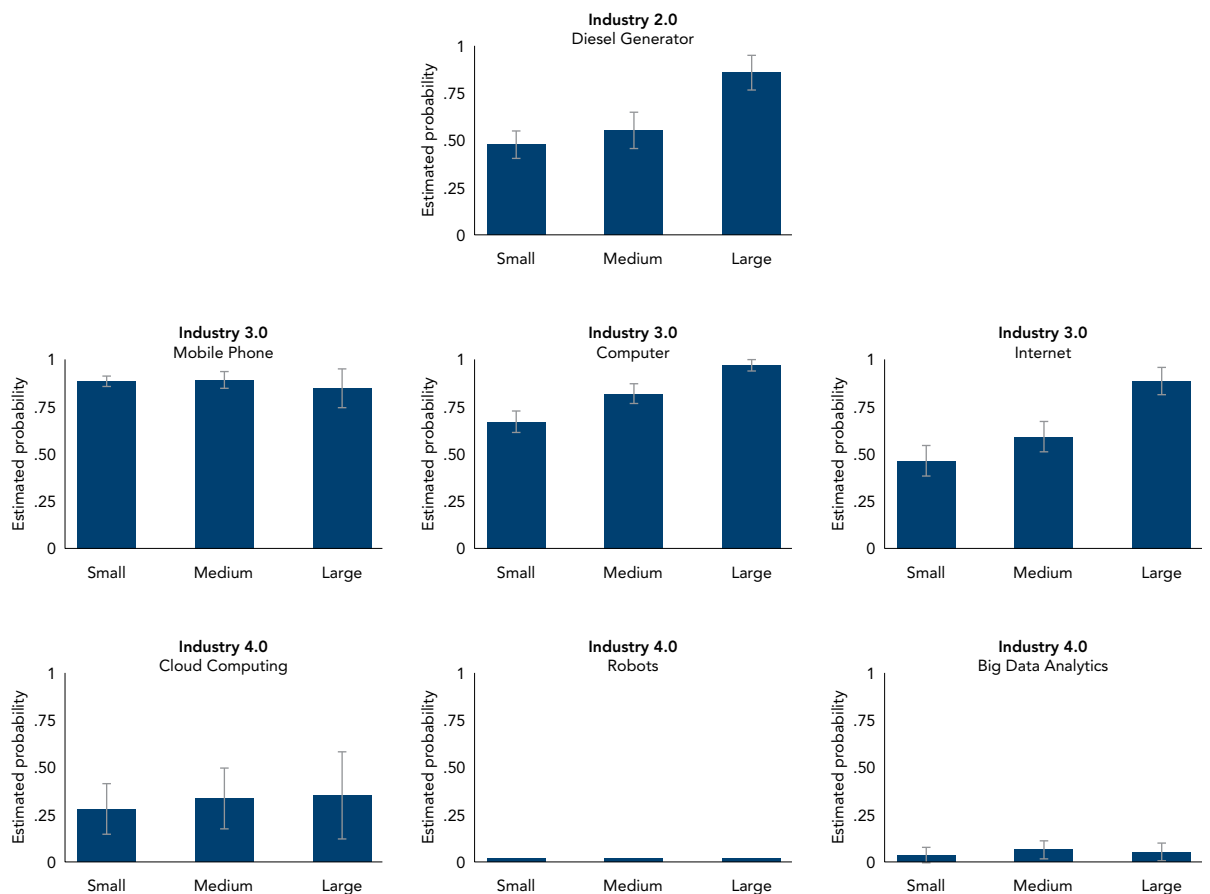 Industry 2.0
Diesel Generator
Estimated probability
1
.75
.50
.25
0
Small Medium Large
Industry 3.0
Mobile Phone
Estimated probability
1
.75
.50
.25
0
Small Medium Large
Industry 3.0
Computer
Estimated probability
1
.75
.50
.25
0
Small Medium Large
Industry 3.0
Internet
Estimated probability
1
.75
.50
.25
0
Small Medium Large
Industry 4.0
Cloud Computing
Estimated probability
1
.75
.50
.25
0
Small Medium Large
Industry 4.0
Robots
Estimated probability
1
.75
.50
.25
0
Small Medium Large
Industry 4.0
Big Data Analytics
Estimated probability
1
.75
.50
.25
0
Small Medium Large